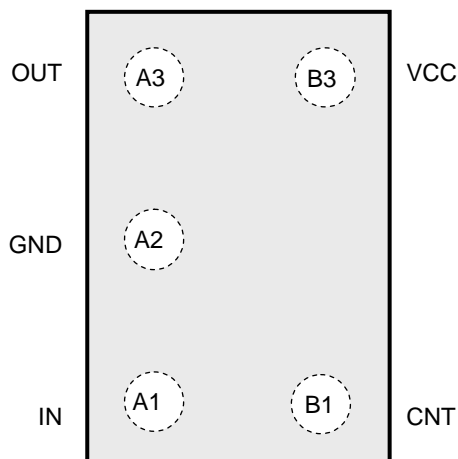 OUT A3 B3 VCC
GND A2
IN A1 B1 CNT